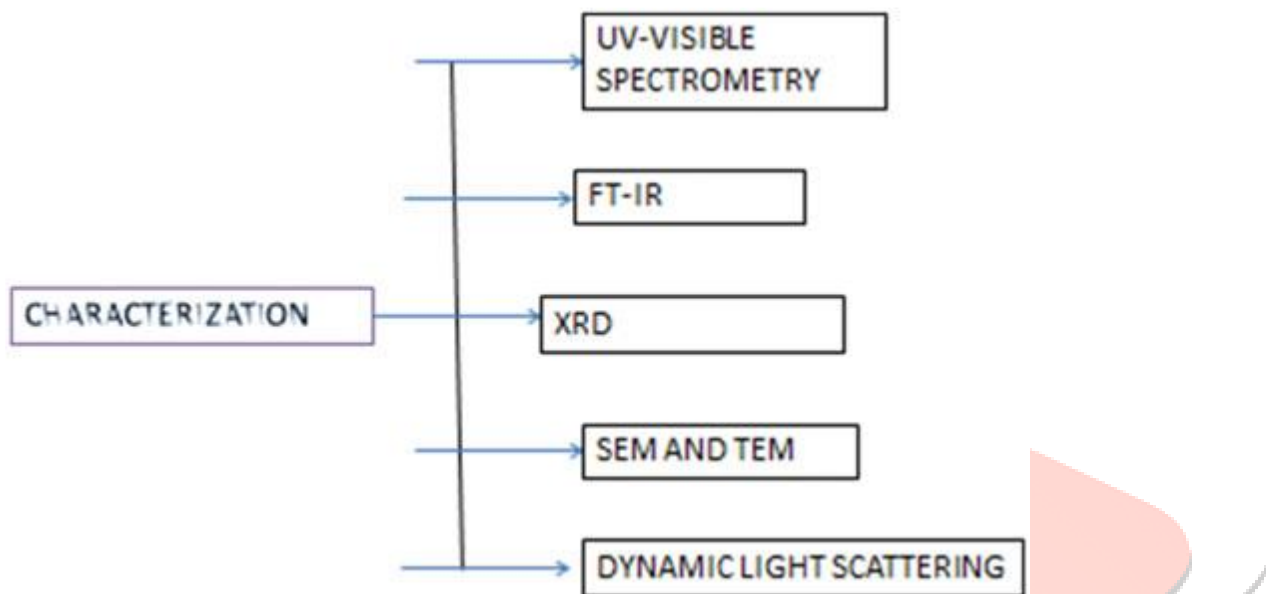 UV-VISIBLE
SPECTROMETRY
FT-IR
CHARACTERIZATION
XRD
SEM AND TEM
DYNAMIC LIGHT SCATTERING